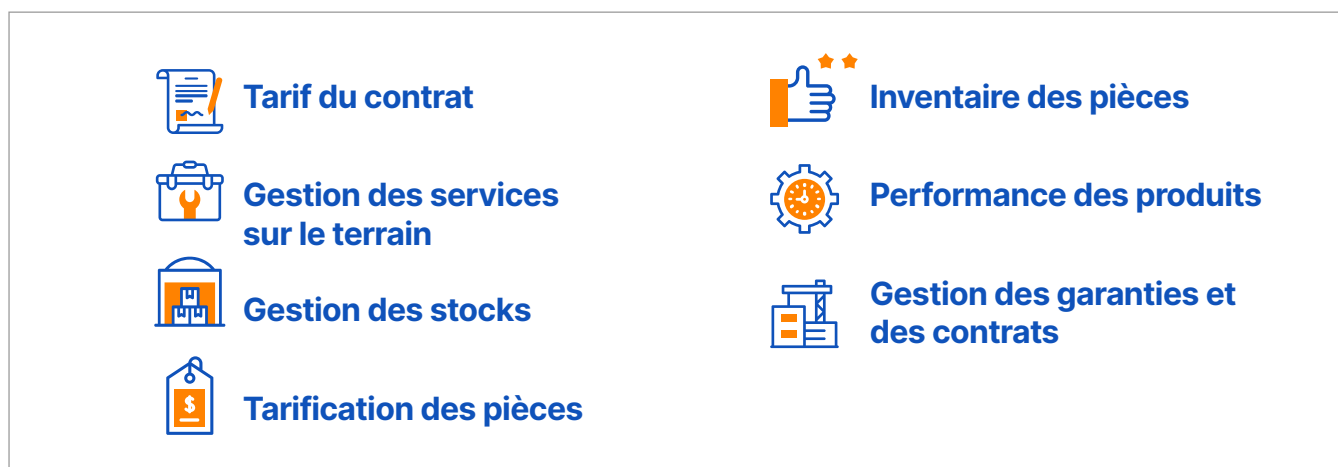 Tarif du contrat
Gestion des services
sur le terrain
Gestion des stocks
Tarification des pièces
Inventaire des pièces
Performance des produits
Gestion des garanties et
des contrats
$